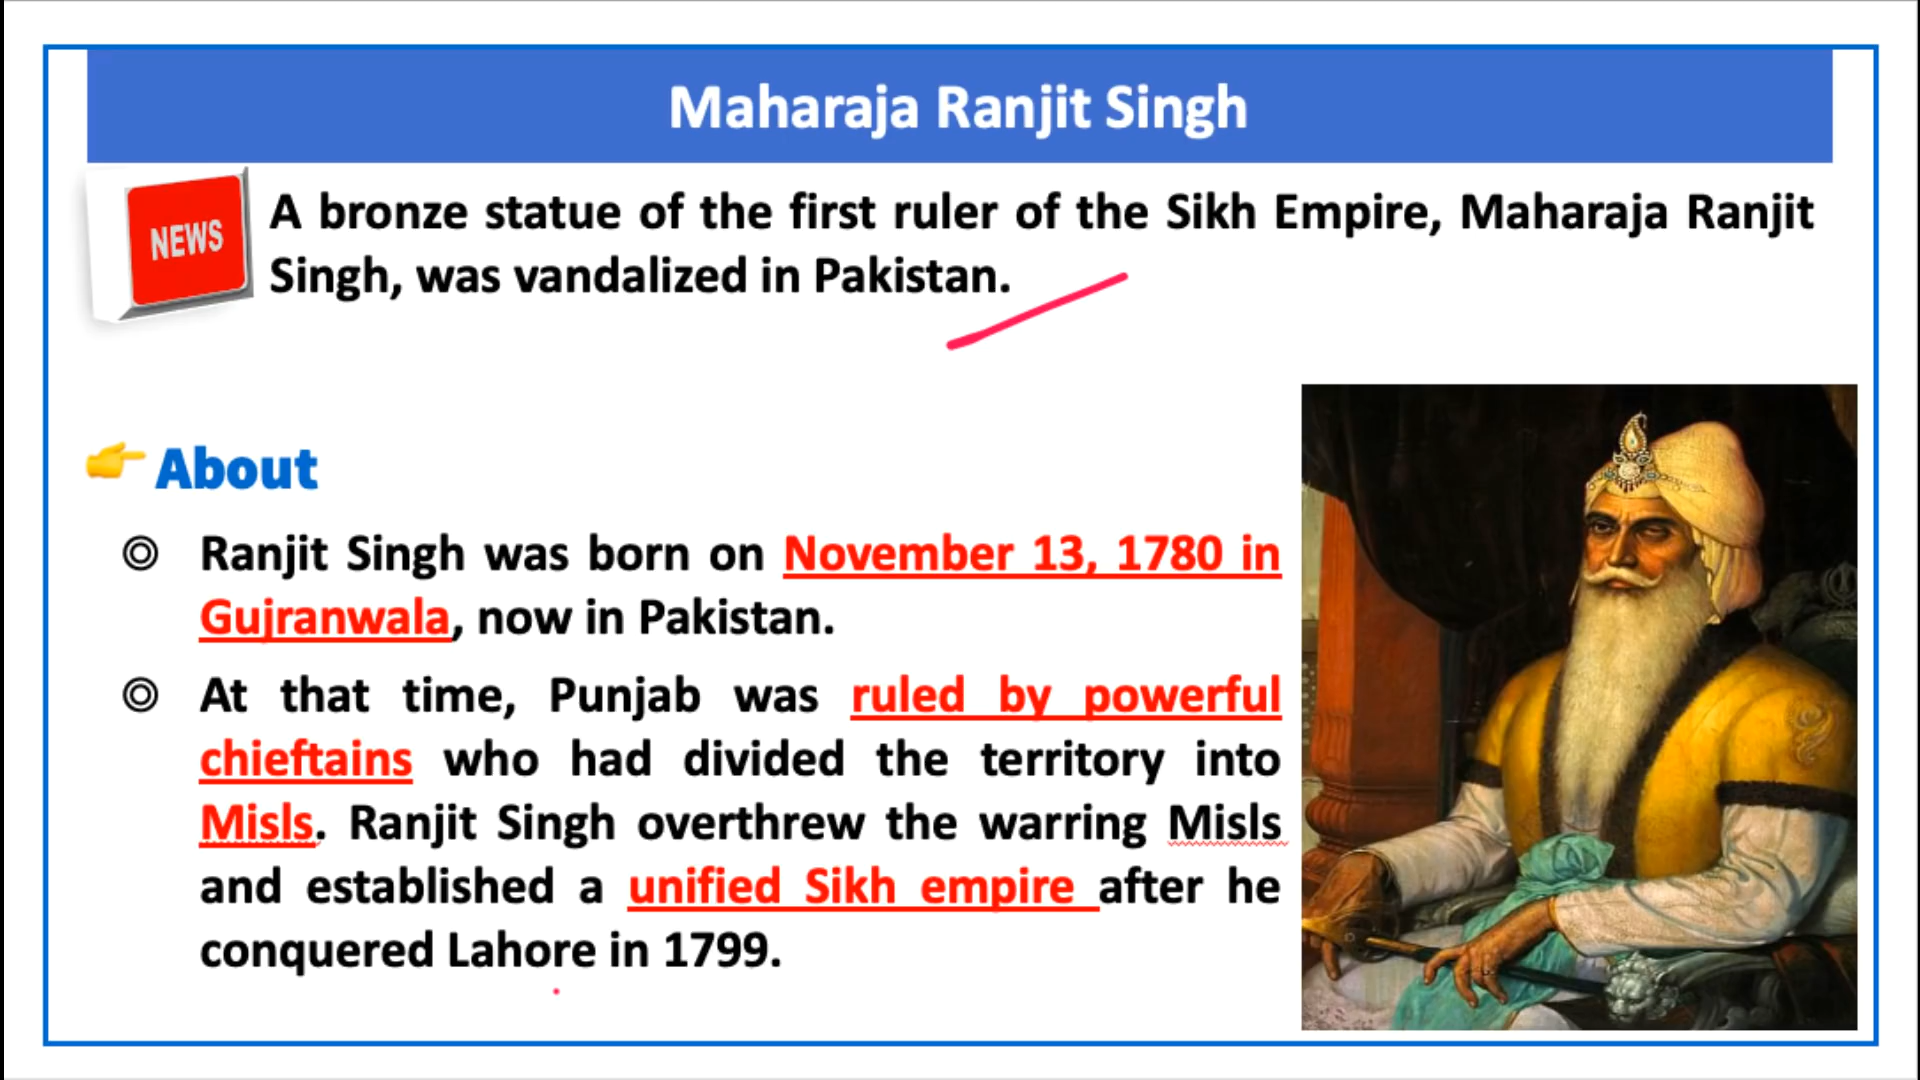 Maharaja Ranjit Singh
NEWS
A bronze statue of the first ruler of the Sikh Empire, Maharaja Ranjit
Singh, was vandalized in Pakistan.
About
Ranjit Singh was born on November 13, 1780 in
Gujranwala, now in Pakistan.
At that time, Punjab was ruled by powerful
chieftains who had divided the territory into
Misls. Ranjit Singh overthrew the warring Misls
and established a unified Sikh empire after he
conquered Lahore in 1799.